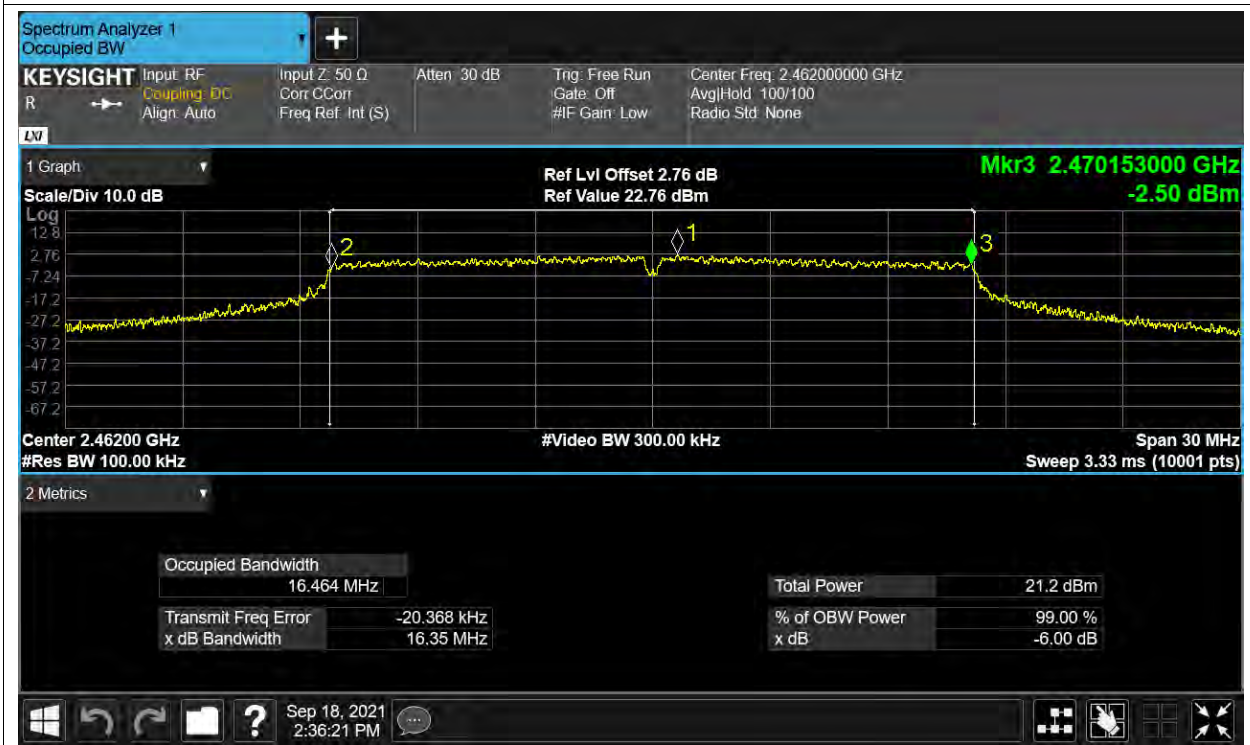 Spectrum Analyzer 1
Occupied BW
+
KEYSIGHT Input: RF Input Z: 50 Ω Atten: 30 dB Trig: Free Run Center Freq: 2.462000000 GHz
R Coupling: DC Corr CCorr Gate: Off Avg|Hold: 100/100
Align: Auto Freq Ref: Int (S) #IF Gain: Low Radio Std: None
LXI
1 Graph Ref Lvl Offset 2.76 dB Mkr3 2.470153000 GHz
Scale/Div 10.0 dB Ref Value 22.76 dBm -2.50 dBm
Log
12.8
1
2
3
2.76
-7.24
-17.2
-27.2
-37.2
-47.2
-57.2
-67.2
Center 2.46200 GHz #Video BW 300.00 kHz Span 30 MHz
#Res BW 100.00 kHz Sweep 3.33 ms (10001 pts)
2 Metrics
Occupied Bandwidth
16.464 MHz Total Power 21.2 dBm
Transmit Freq Error -20.368 kHz % of OBW Power 99.00 %
x dB Bandwidth 16.35 MHz x dB -6.00 dB
? Sep 18, 2021
2:36:21 PM